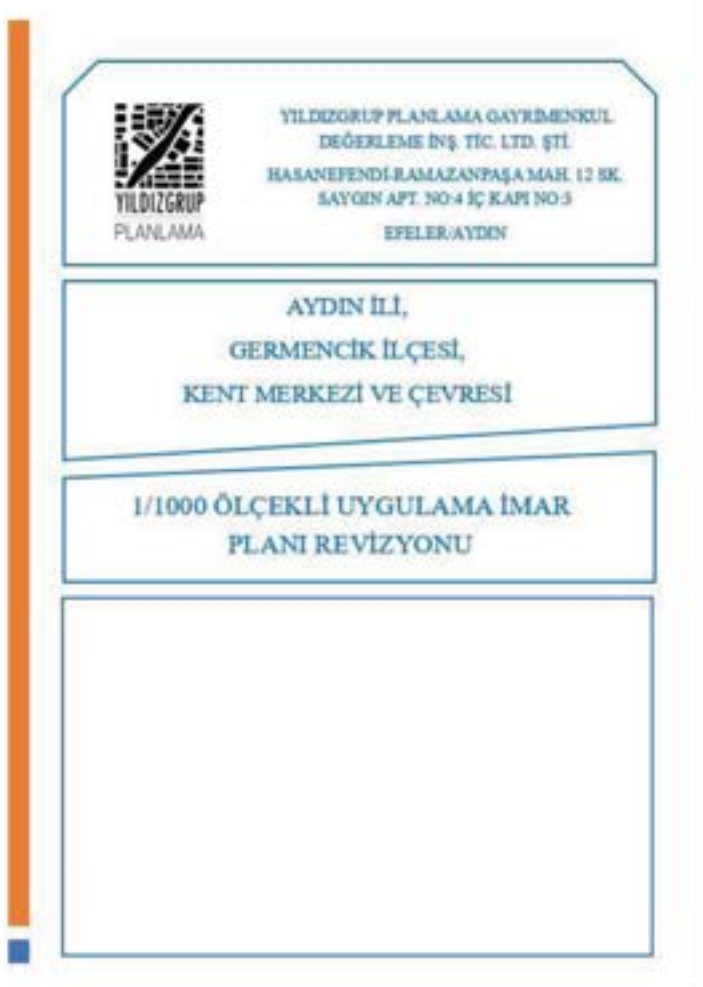 YILDIZGRUP
PLANLAMA
YILDIZGRUP PLANLAMA GAYRİMENKUL
DEĞERLEME İNŞ. TİC. LTD. ŞTİ.
HASANEFENDİ-RAMAZANPAŞA MAH. 12 SK.
SAYGIN APT. NO:4 İÇ KAPI NO:5
EFELER/AYDIN
AYDIN İLİ,
GERMENCİK İLÇESİ,
KENT MERKEZİ VE ÇEVRESİ
1/1000 ÖLÇEKLİ UYGULAMA İMAR
PLANI REVİZYONU